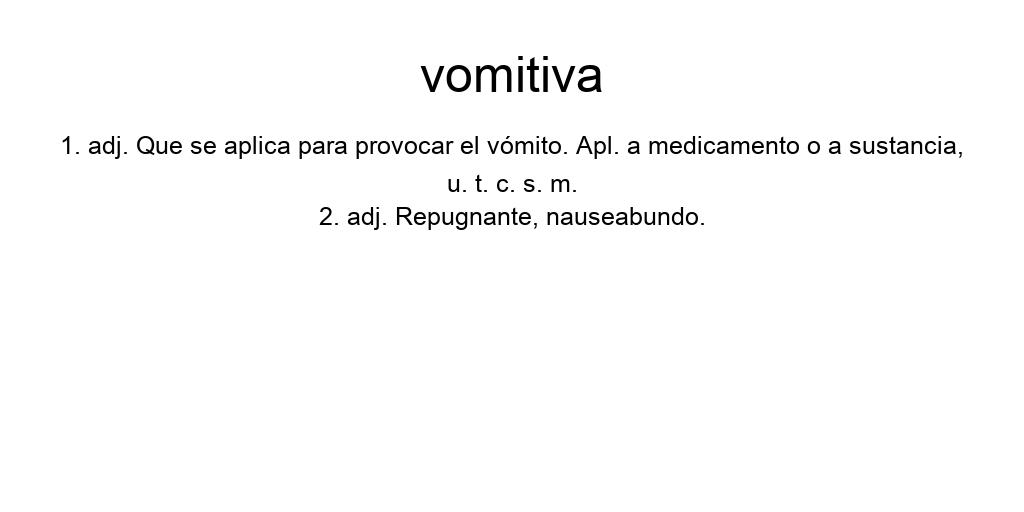 vomitiva
1. adj. Que se aplica para provocar el vómito. Apl. a medicamento o a sustancia,
u. t. c. s. m.
2. adj. Repugnante, nauseabundo.